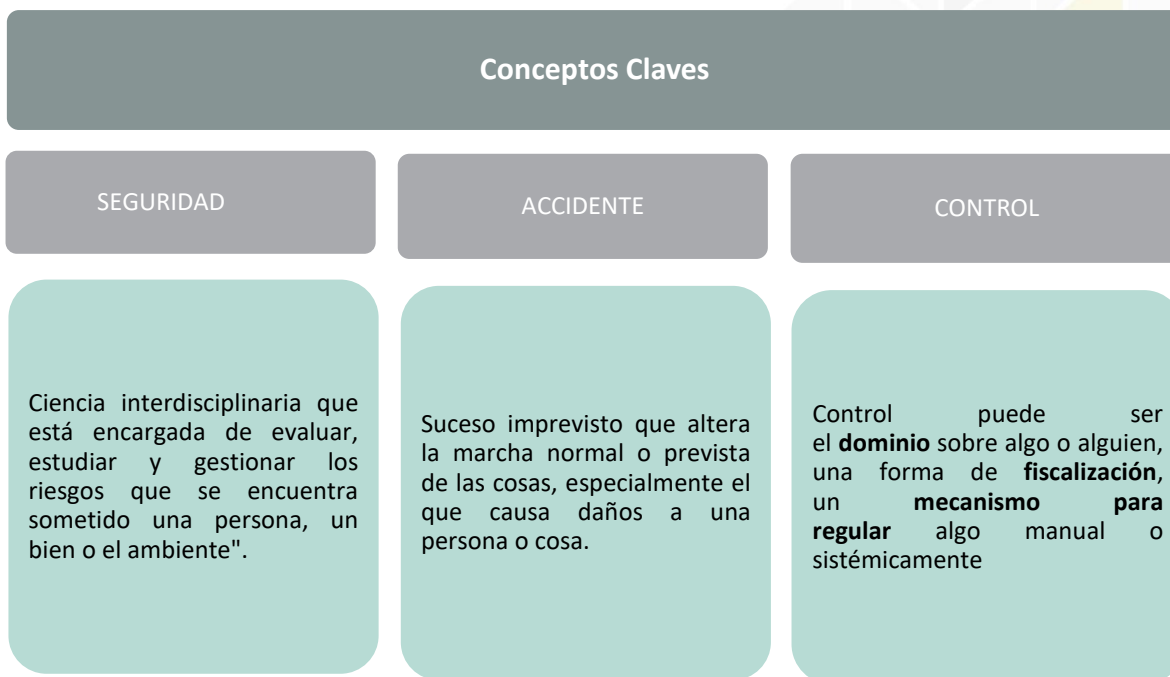 Conceptos Claves
SEGURIDAD
Ciencia interdisciplinaria que
está encargada de evaluar,
estudiar y gestionar los
riesgos que se encuentra
sometido una persona, un
bien o el ambiente".
ACCIDENTE
Suceso imprevisto que altera
la marcha normal o prevista
de las cosas, especialmente el
que causa daños a una
persona o cosa.
CONTROL
Control puede ser
el dominio sobre algo o alguien,
una forma de fiscalización,
un mecanismo para
regular algo manual o
sistémicamente